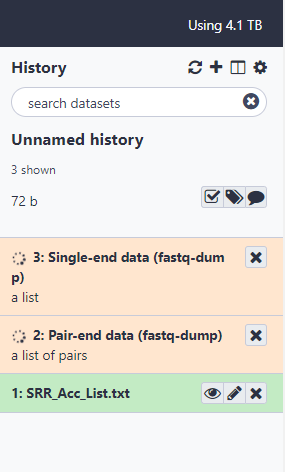 Using 4.1 TB
History
search datasets
Unnamed history
3 shown
72 b
3: Single-end data (fastq-dum
p)
a list
2: Pair-end data (fastq-dump)
a list of pairs
1: SRR_Acc_List.txt